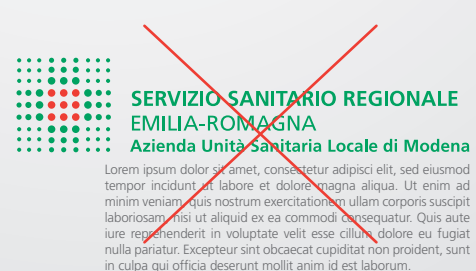 SERVIZIO SANITARIO REGIONALE
EMILIA-ROMAGNA
Azienda Unità Sanitaria Locale di Modena
Lorem ipsum dolor sit amet, consectetur adipisci elit, sed eiusmod
tempor incidunt ut labore et dolore magna aliqua. Ut enim ad
minim veniam, quis nostrum exercitationem ullam corporis suscipit
laboriosam, nisi ut aliquid ex ea commodi consequatur. Quis aute
iure reprehenderit in voluptate velit esse cillum dolore eu fugiat
nulla pariatur. Excepteur sint obcaecat cupiditat non proident, sunt
in culpa qui officia deserunt mollit anim id est laborum.